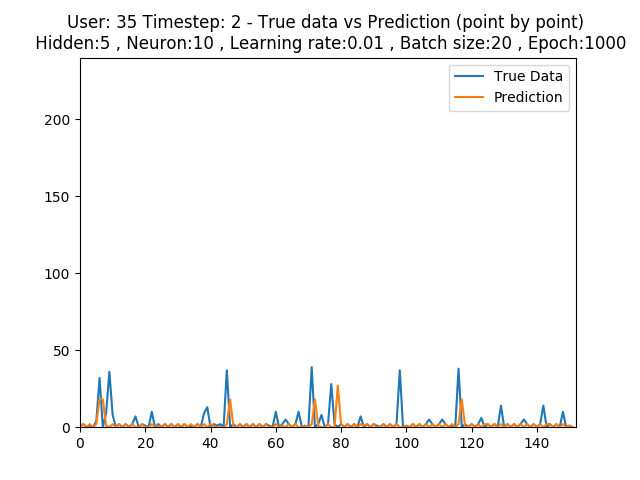 User: 35 Timestep: 2 - True data vs Prediction (point by point)
Hidden:5 , Neuron:10 , Learning rate:0.01 , Batch size:20 , Epoch:1000
True Data
Prediction
200
150
100
50
0
0 20 40 60 80 100 120 140